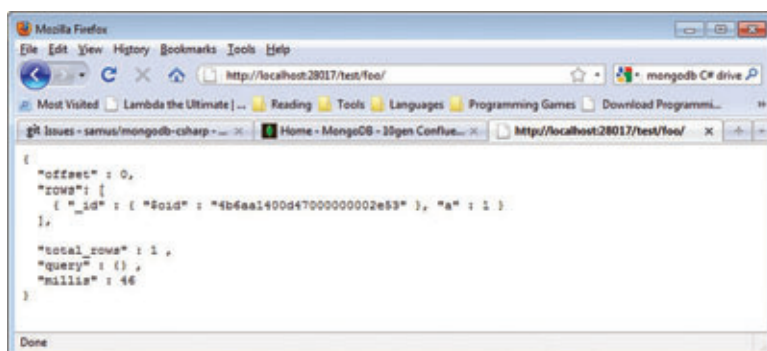 Mozilla Firefox
File Edit View History Bookmarks Tools Help
http://localhost:28017/test/foo/ mongodb C# drive
Most Visited Lambda the Ultimate | ... Reading Tools Languages Programming Games Download Programmi...
git Issues - samus/mongodb-csharp - ... Home - MongoDB - 10gen Conflue... http://localhost:28017/test/foo/
{
"offset" : 0,
"rows": [
{ "_id" : { "$oid" : "4b6aa1400d47000000002e53" }, "a" : 1 }
],
"total_rows" : 1 ,
"query" : {} ,
"millis" : 46
}
Done